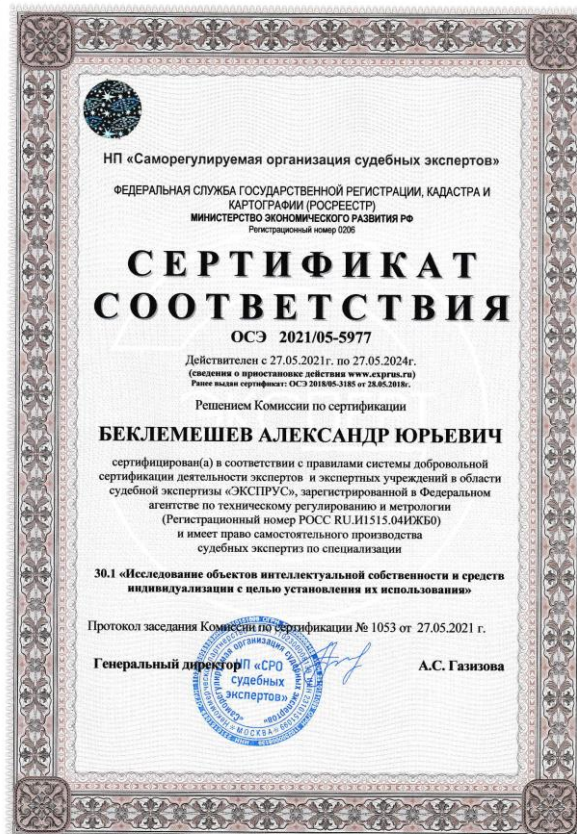 НП «Саморегулируемая организация судебных экспертов»
ФЕДЕРАЛЬНАЯ СЛУЖБА ГОСУДАРСТВЕННОЙ РЕГИСТРАЦИИ, КАДАСТРА И
КАРТОГРАФИИ (РОСРЕЕСТР)
МИНИСТЕРСТВО ЭКОНОМИЧЕСКОГО РАЗВИТИЯ РФ
Регистрационный номер 0206
СЕРТИФИКАТ
СООТВЕТСТВИЯ
ОСЭ 2021/05-5977
Действителен с 27.05.2021г. по 27.05.2024г.
(сведения о приостановке действия www.exprus.ru)
Ранее выдан сертификат: ОСЭ 2018/05-3185 от 28.05.2018г.
Решением Комиссии по сертификации
БЕКЛЕМЕШЕВ АЛЕКСАНДР ЮРЬЕВИЧ
сертифицирован(а) в соответствии с правилами системы добровольной
сертификации деятельности экспертов и экспертных учреждений в области
судебной экспертизы «ЭКСПРУС», зарегистрированной в Федеральном
агентстве по техническому регулированию и метрологии
(Регистрационный номер РОСС RU.И1515.04ИЖБ0)
и имеет право самостоятельного производства
судебных экспертиз по специализации
30.1 «Исследование объектов интеллектуальной собственности и средств
индивидуализации с целью установления их использования»
Протокол заседания Комиссии по сертификации № 1053 от 27.05.2021 г.
Генеральный директор
А.С. Газизова
НП «СРО
судебных
экспертов»
«Саморегулируемая организация судебных экспертов»
МОСКВА